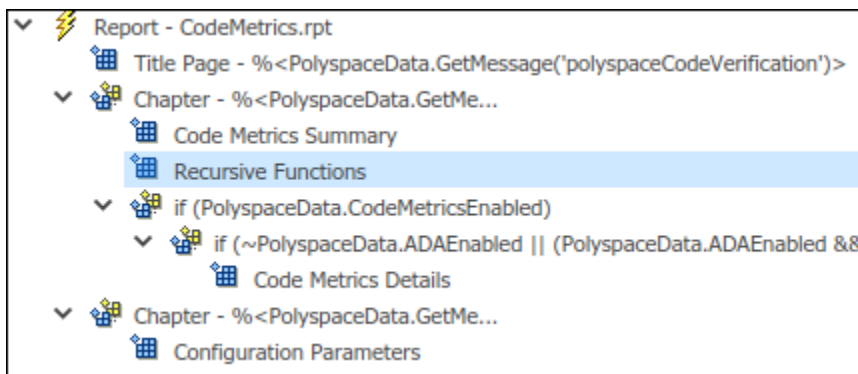 Report - CodeMetrics.rpt
Title Page - %<PolyspaceData.GetMessage('polyspaceCodeVerification')>
Chapter - %<PolyspaceData.GetMe...
Code Metrics Summary
Recursive Functions
if (PolyspaceData.CodeMetricsEnabled)
if (~PolyspaceData.ADAEnabled || (PolyspaceData.ADAEnabled &&
Code Metrics Details
Chapter - %<PolyspaceData.GetMe...
Configuration Parameters